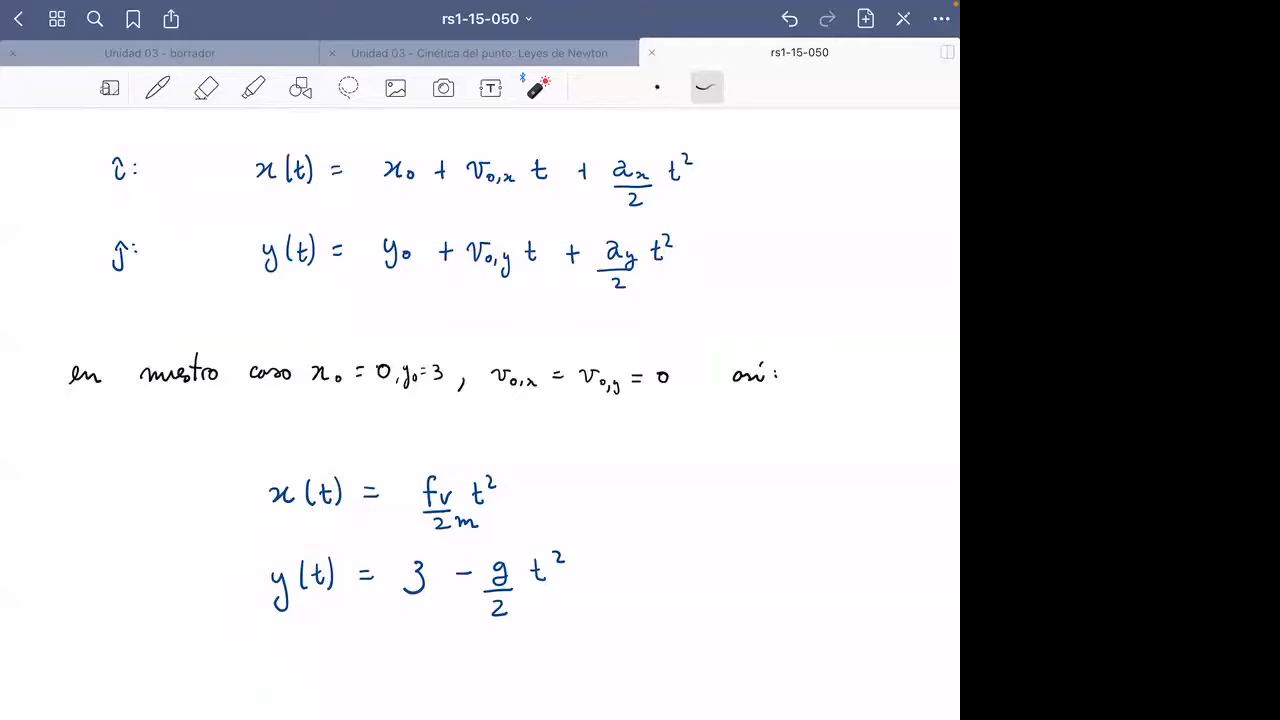 rs1-15-050
Unidad 03 - borrador
Unidad 03 - Cinética del punto: Leyes de Newton
rs1-15-050
î: x(t) = x₀ + v₀,ₓ t + aₓ/2 t²
ĵ: y(t) = y₀ + v₀,y t + a_y/2 t²
en nuestro caso x₀ = 0, y₀ = 3, v₀,ₓ = v₀,y = 0 así:
x(t) = fv/2m t²
y(t) = 3 - g/2 t²